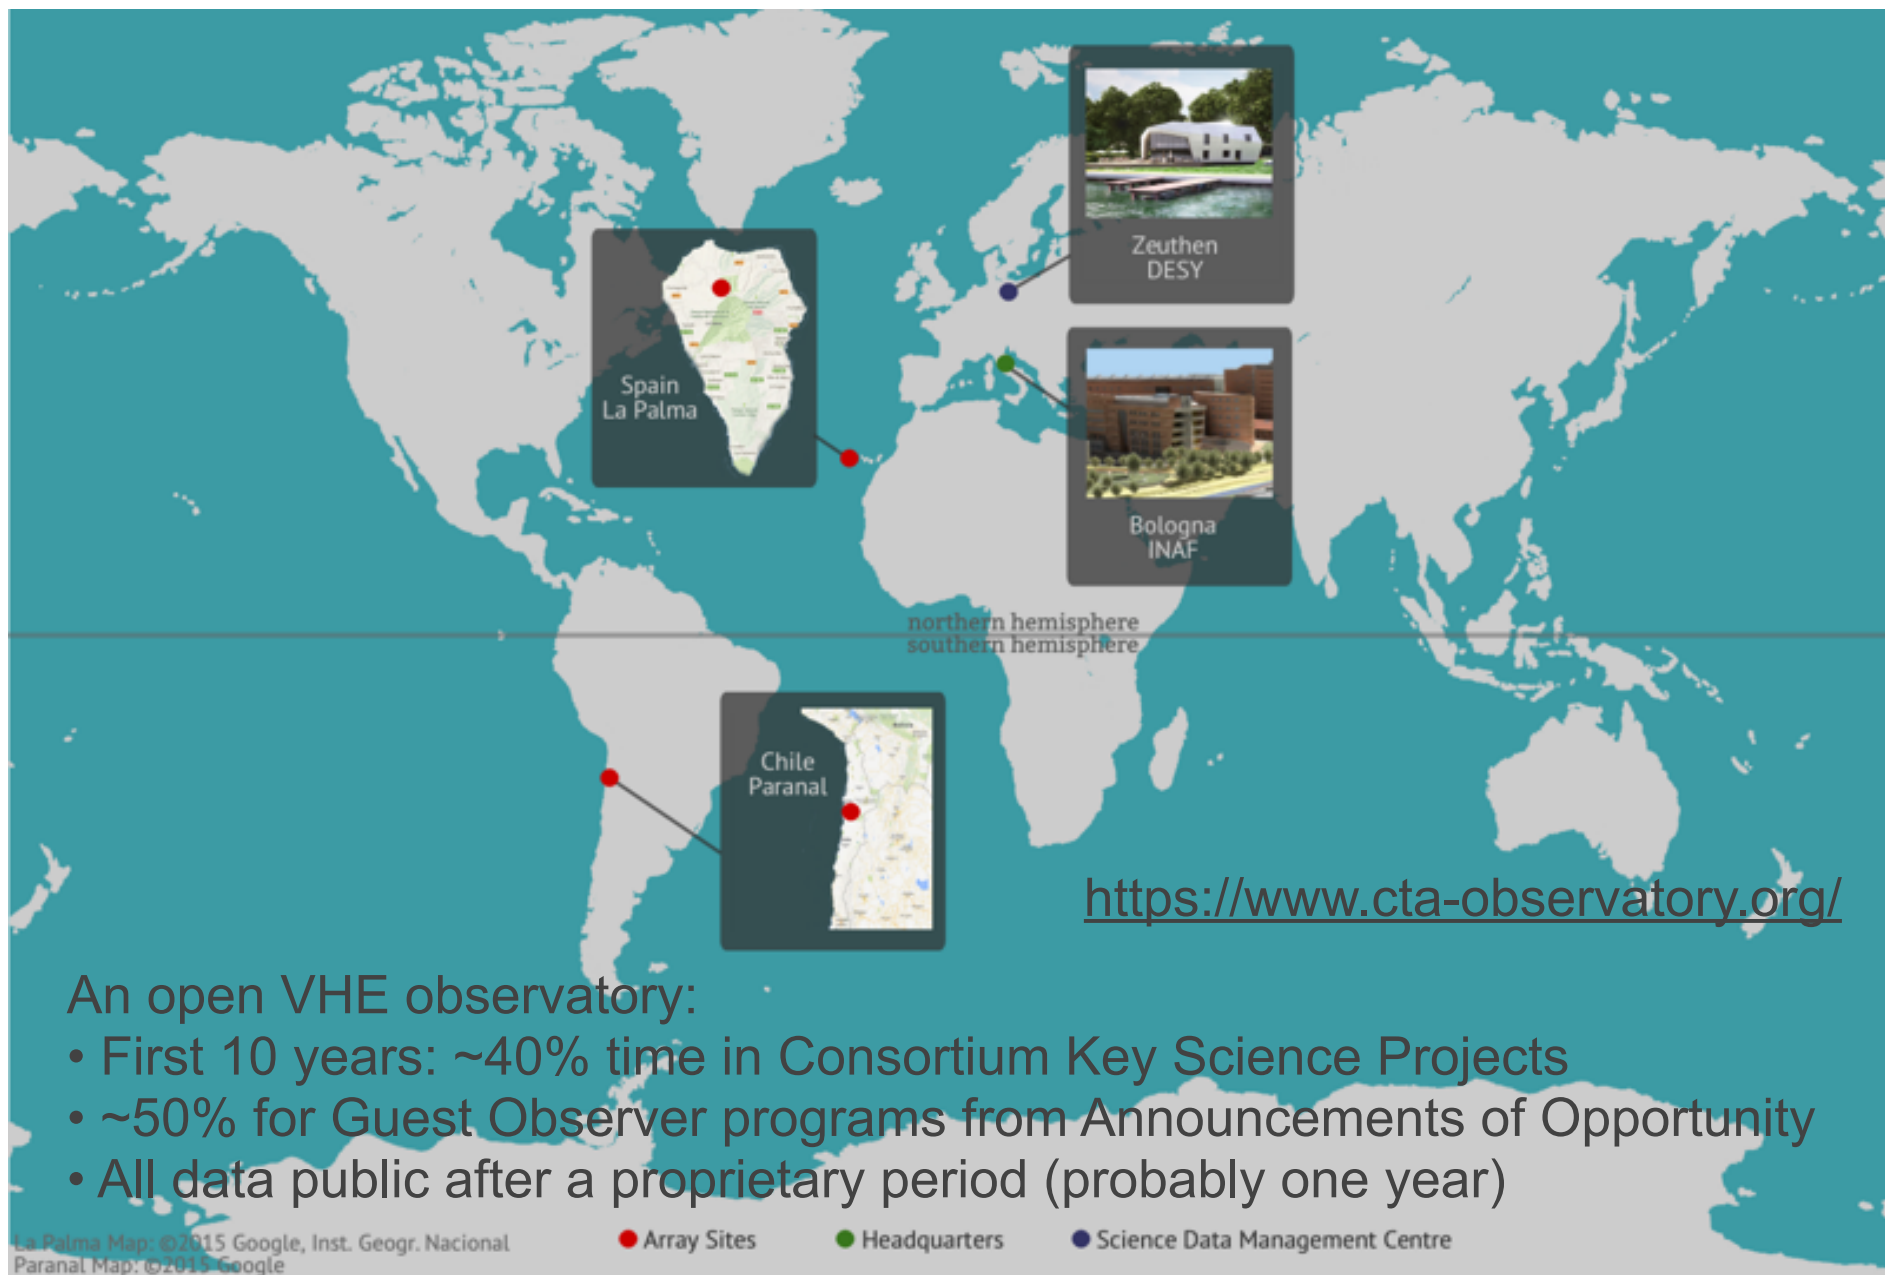 Zeuthen
DESY
Spain
La Palma
Bologna
INAF
northern hemisphere
southern hemisphere
Chile
Paranal
https://www.cta-observatory.org/
An open VHE observatory:
• First 10 years: ~40% time in Consortium Key Science Projects
• ~50% for Guest Observer programs from Announcements of Opportunity
• All data public after a proprietary period (probably one year)
La Palma Map: ©2015 Google, Inst. Geogr. Nacional
Paranal Map: ©2015 Google
Array Sites
Headquarters
Science Data Management Centre